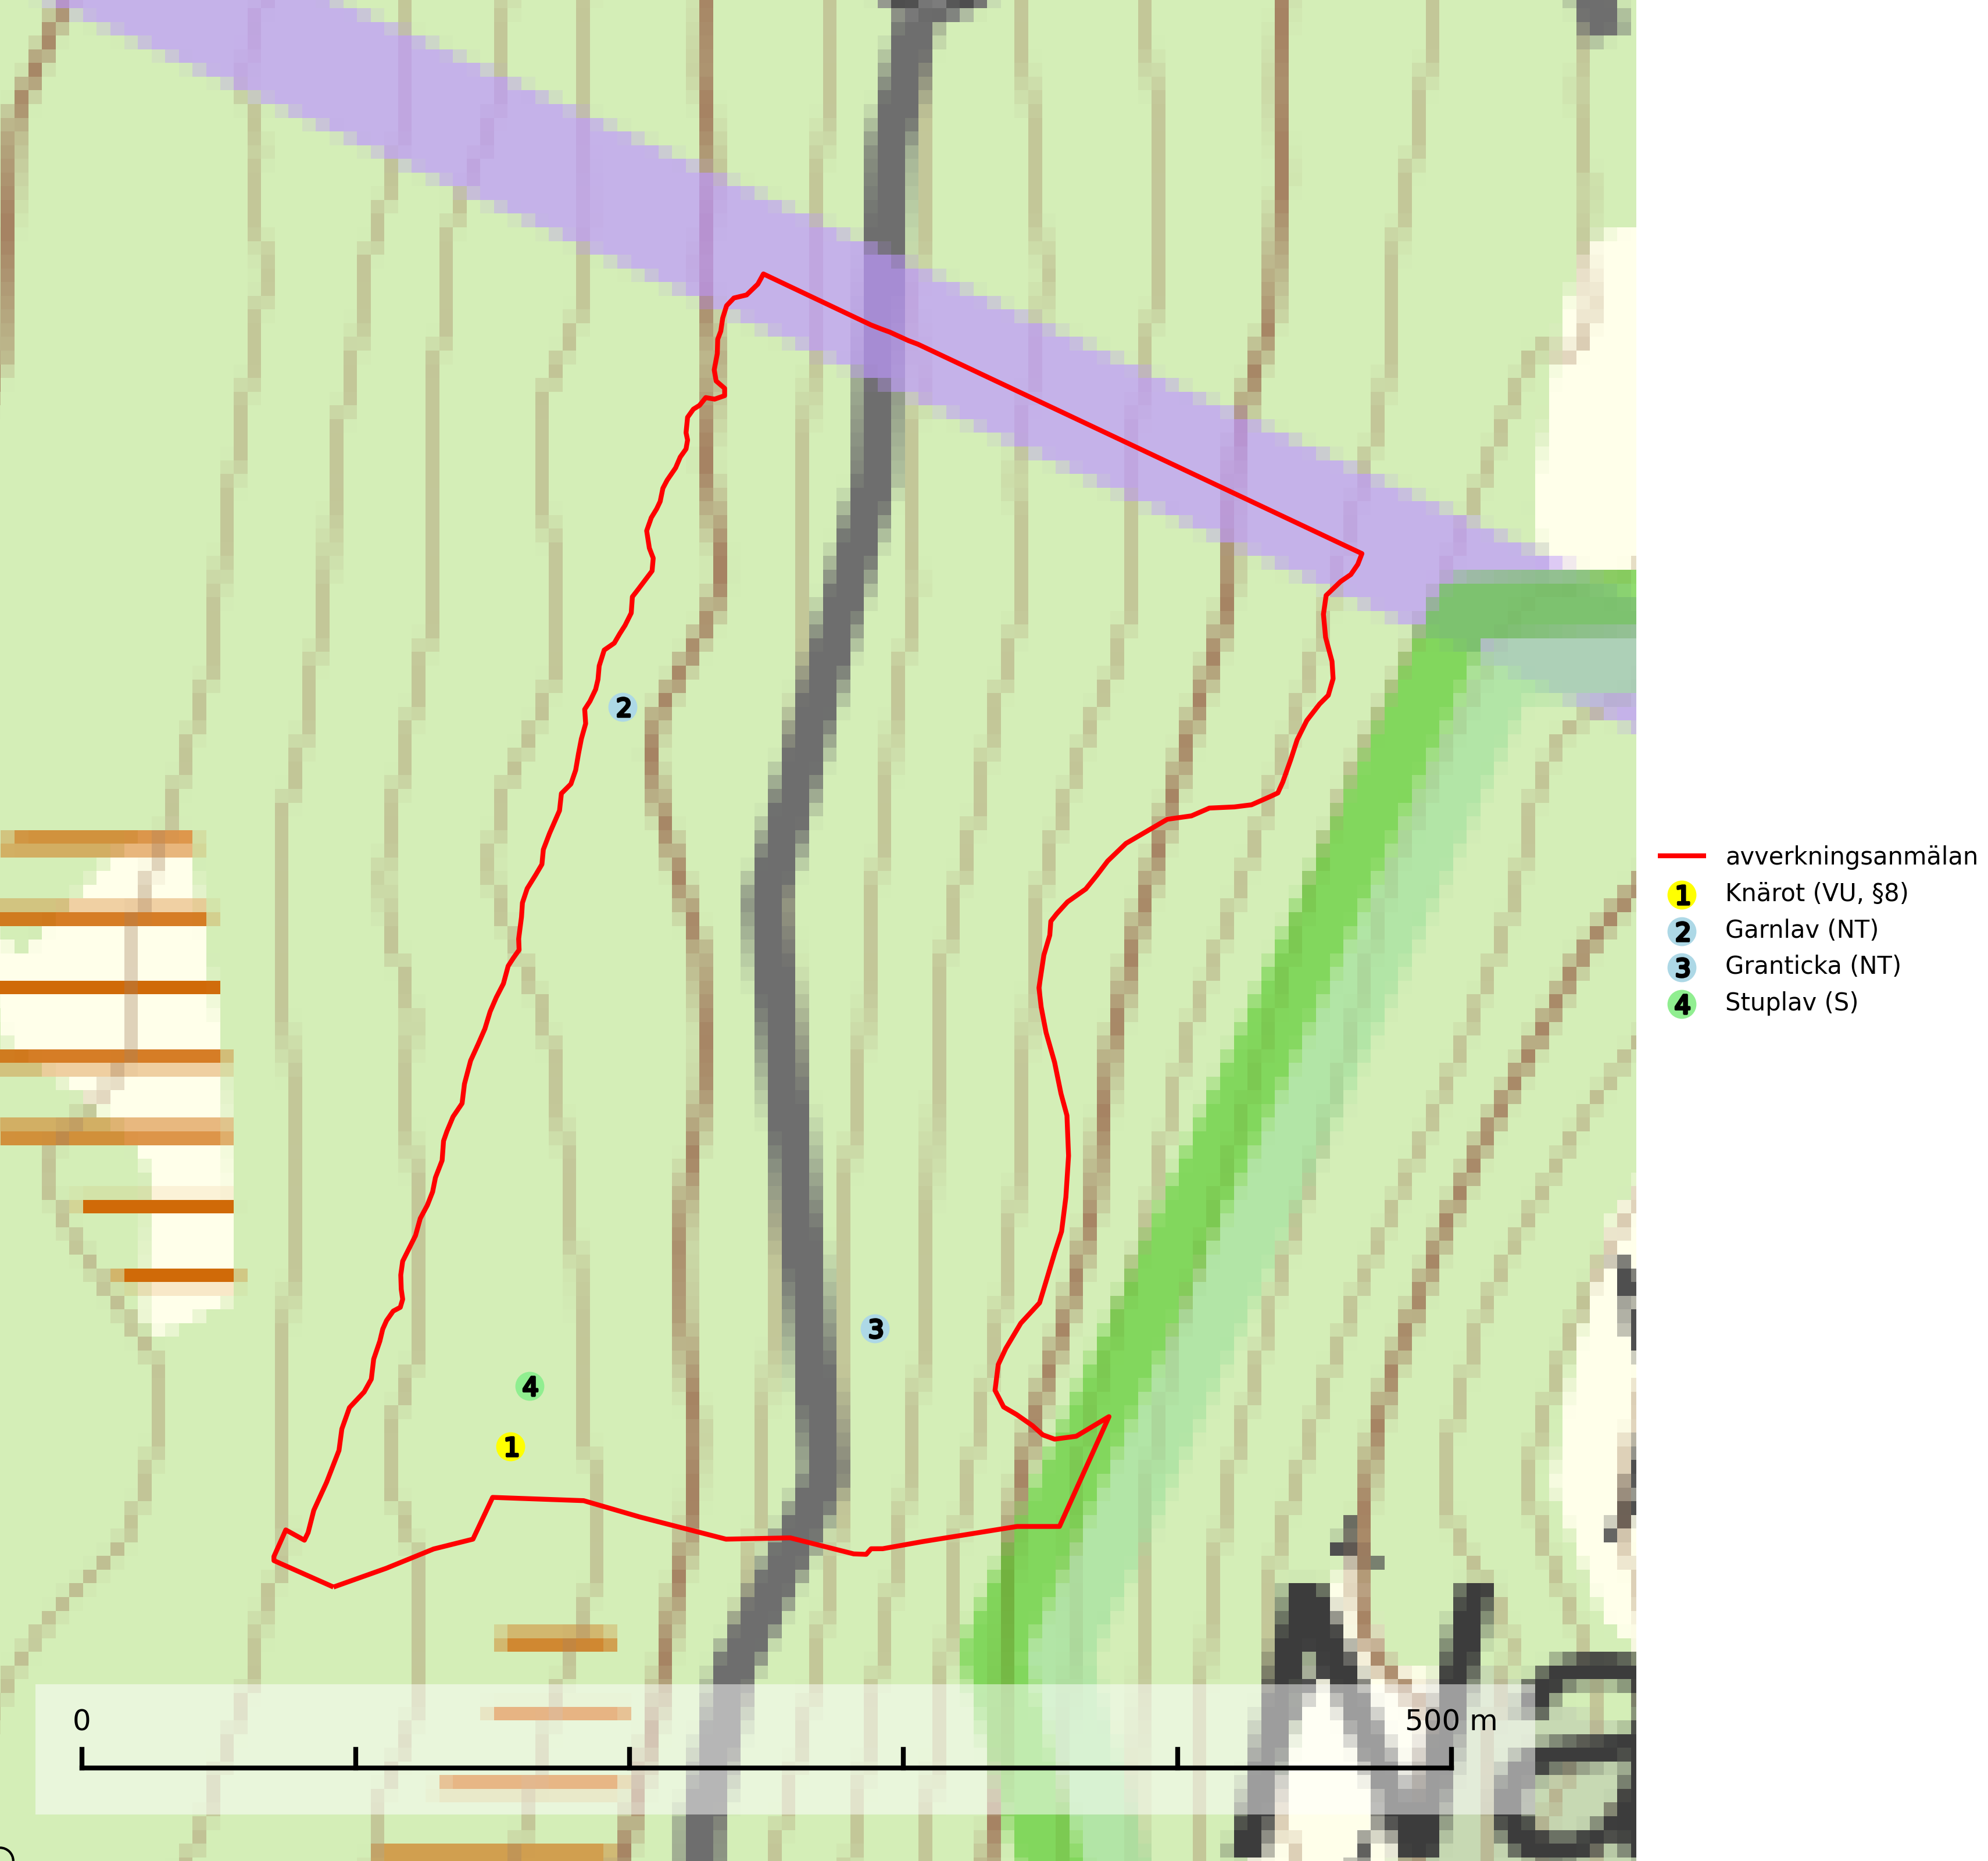 2
3
4
1
0
500 m
avverkningsanmälan
1 Knärot (VU, §8)
2 Garnlav (NT)
3 Granticka (NT)
4 Stuplav (S)